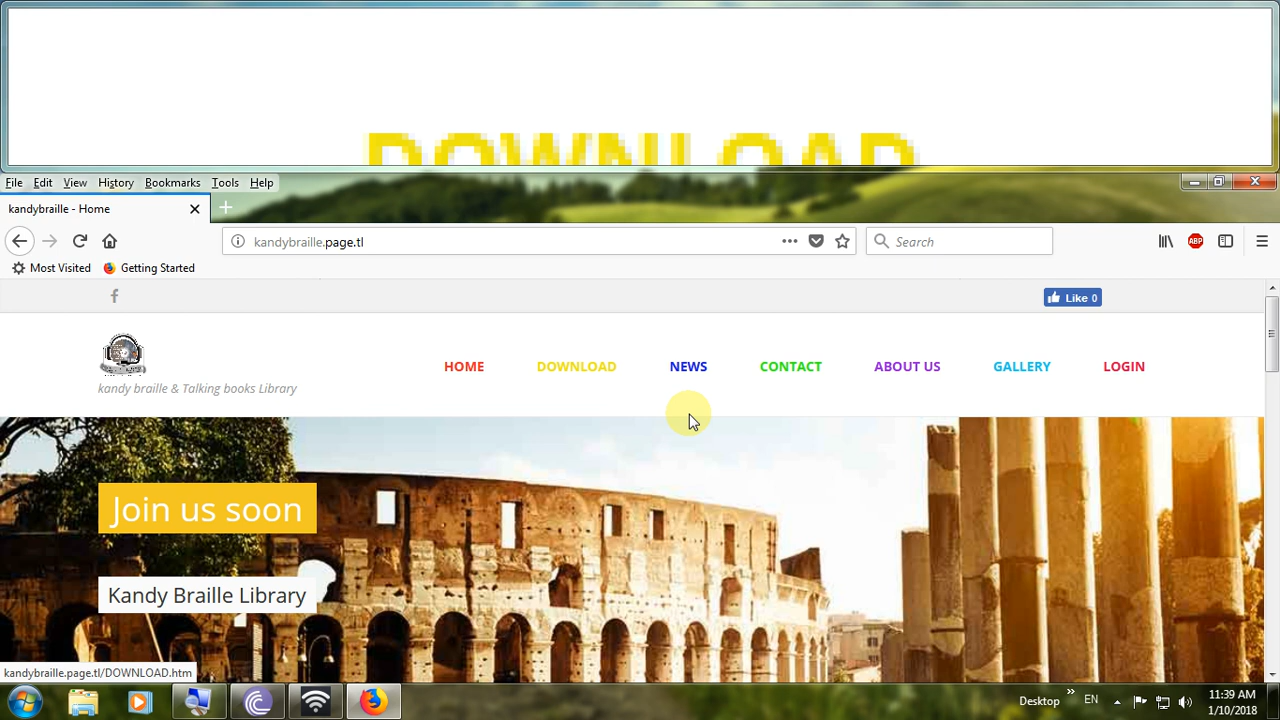 DOWNLOAD
File Edit View History Bookmarks Tools Help
kandybraille - Home
kandybraille.page.tl
Search
Most Visited Getting Started
Like 0
kandy braille & Talking books Library
HOME DOWNLOAD NEWS CONTACT ABOUT US GALLERY LOGIN
Join us soon
Kandy Braille Library
kandybraille.page.tl/DOWNLOAD.htm
Desktop EN 11:39 AM
1/10/2018